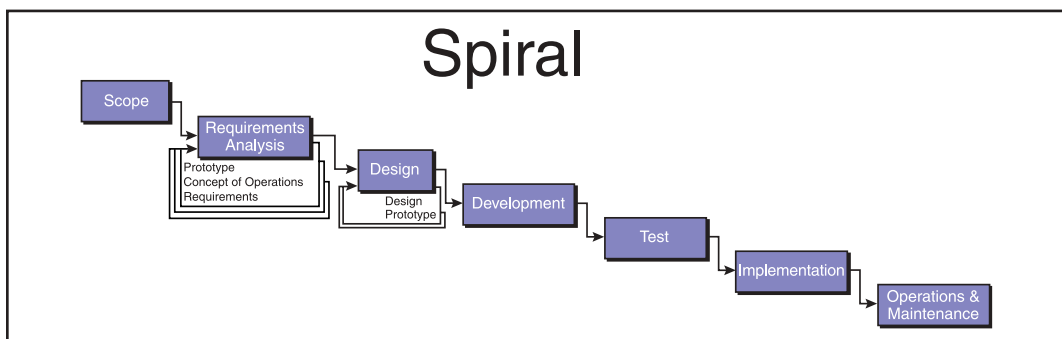 Spiral
Scope
Requirements
Analysis
Prototype
Concept of Operations
Requirements
Design
Design
Prototype
Development
Test
Implementation
Operations &
Maintenance